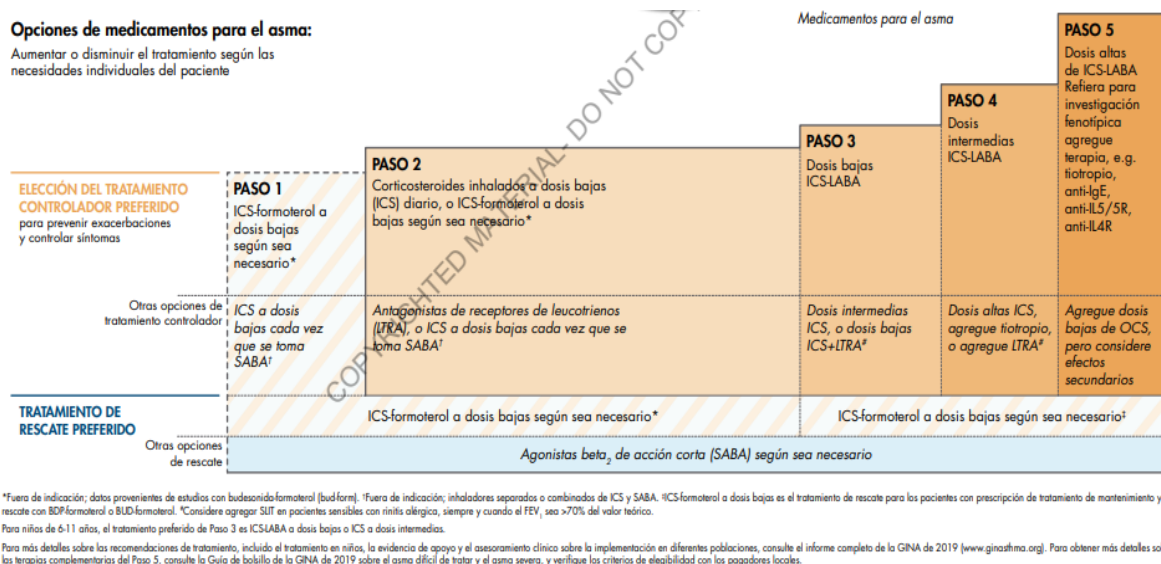 Opciones de medicamentos para el asma:
Aumentar o disminuir el tratamiento según las
necesidades individuales del paciente
Medicamentos para el asma
COPYRIGHTED MATERIAL- DO NOT COP
ELECCIÓN DEL TRATAMIENTO
CONTROLADOR PREFERIDO
para prevenir exacerbaciones
y controlar síntomas
PASO 1
ICS-formoterol a
dosis bajas
según sea
necesario*
PASO 2
Corticosteroides inhalados a dosis bajas
(ICS) diario, o ICS-formoterol a dosis
bajas según sea necesario*
PASO 3
Dosis bajas
ICS-LABA
PASO 4
Dosis
intermedias
ICS-LABA
PASO 5
Dosis altas
de ICS-LABA
Refiera para
investigación
fenotípica
agregue
terapia, e.g.
tiotropio,
anti-IgE,
anti-IL5/5R,
anti-IL4R
Otras opciones de
tratamiento controlador
ICS a dosis
bajas cada vez
que se toma
SABA†
Antagonistas de receptores de leucotrienos
(LTRA), o ICS a dosis bajas cada vez que se
toma SABA†
Dosis intermedias
ICS, o dosis bajas
ICS+LTRA#
Dosis altas ICS,
agregue tiotropio,
o agregue LTRA#
Agregue dosis
bajas de OCS,
pero considere
efectos
secundarios
TRATAMIENTO DE
RESCATE PREFERIDO
ICS-formoterol a dosis bajas según sea necesario*
ICS-formoterol a dosis bajas según sea necesario‡
Otras opciones
de rescate
Agonistas beta₂ de acción corta (SABA) según sea necesario
*Fuera de indicación; datos provenientes de estudios con budesonida-formoterol (bud-form). †Fuera de indicación; inhaladores separados o combinados de ICS y SABA. ‡ICS-formoterol a dosis bajas es el tratamiento de rescate para los pacientes con prescripción de tratamiento de mantenimiento y
rescate con BDP-formoterol o BUD-formoterol. #Considere agregar SLIT en pacientes sensibles con rinitis alérgica, siempre y cuando el FEV₁ sea >70% del valor teórico.
Para niños de 6-11 años, el tratamiento preferido de Paso 3 es ICS-LABA a dosis bajas o ICS a dosis intermedias.
Para más detalles sobre las recomendaciones de tratamiento, incluido el tratamiento en niños, la evidencia de apoyo y el asesoramiento clínico sobre la implementación en diferentes poblaciones, consulte el informe completo de la GINA de 2019 (www.ginasthma.org). Para obtener más detalles so
las terapias complementarias del Paso 5, consulte la Guía de bolsillo de la GINA de 2019 sobre el asma difícil de tratar y el asma severa, y verifique los criterios de elegibilidad con los pagadores locales.